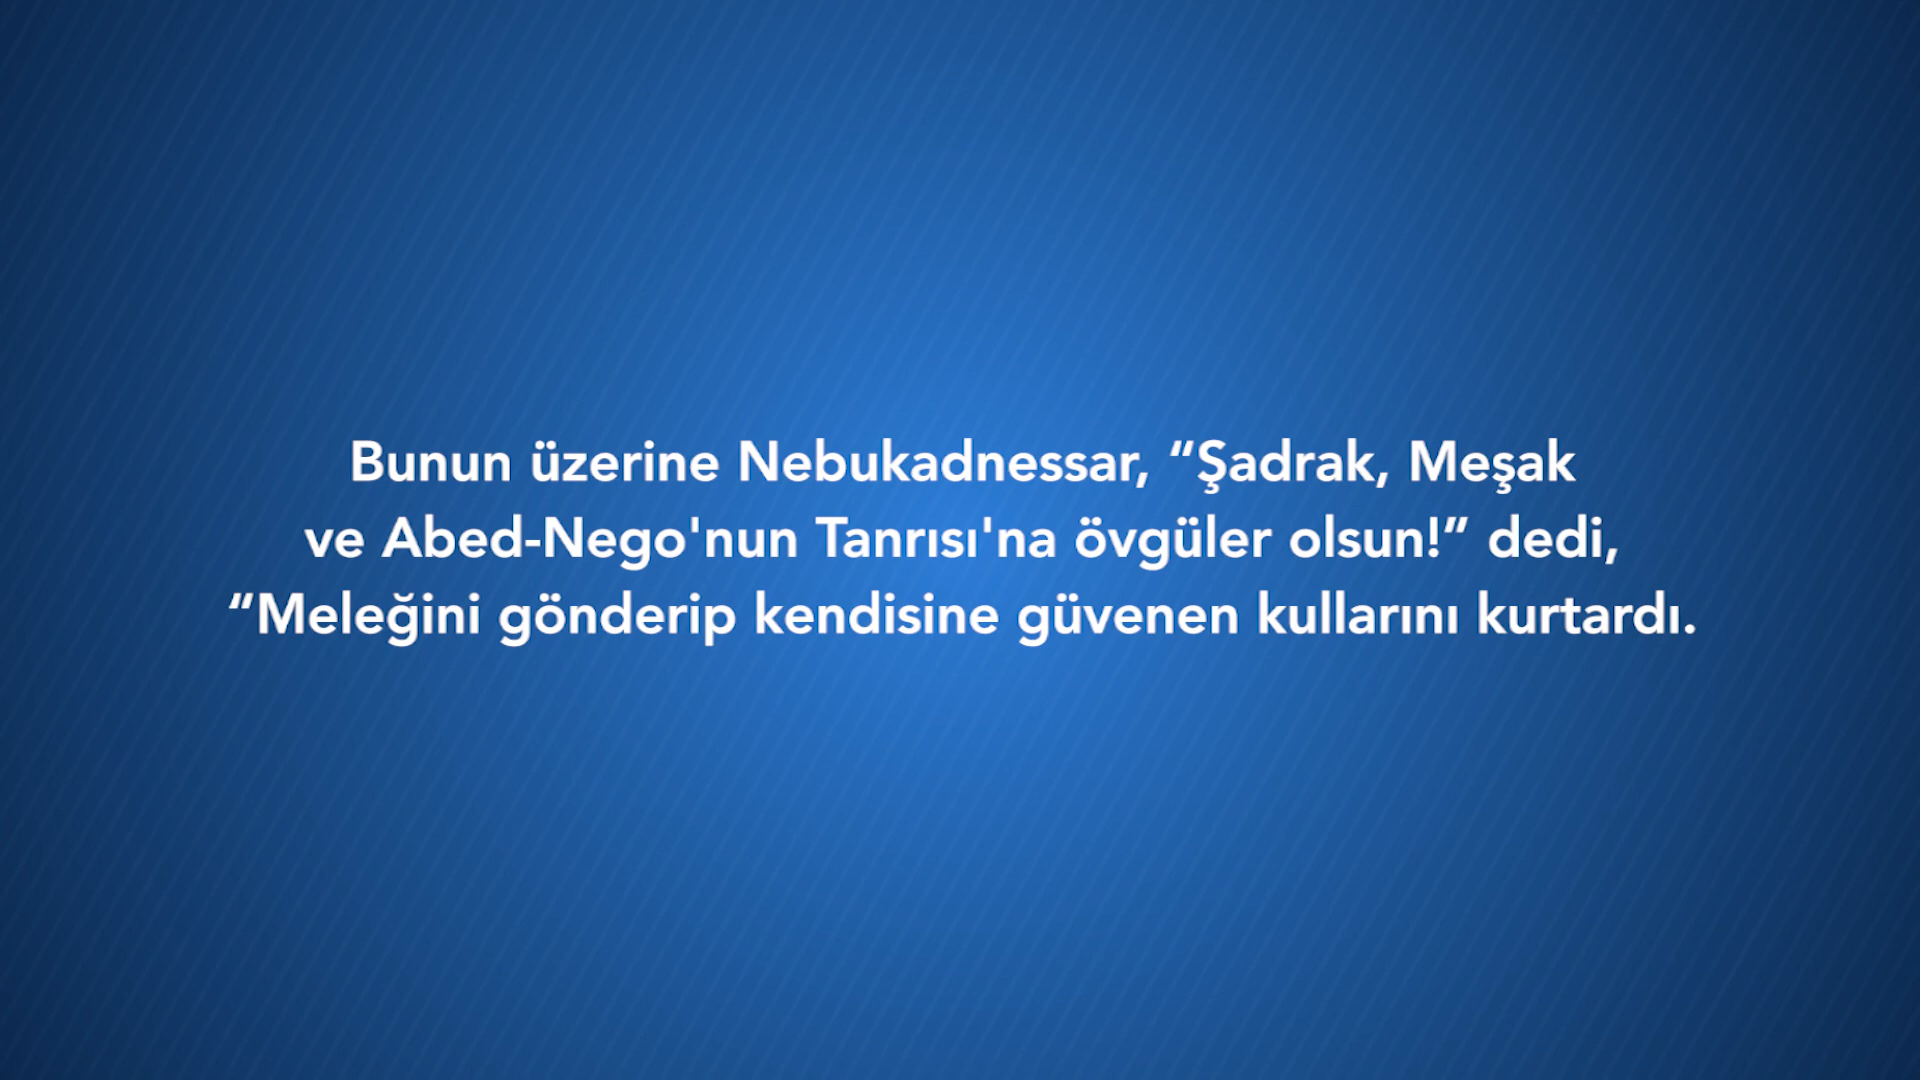 Bunun üzerine Nebukadnessar, “Şadrak, Meşak
ve Abed-Nego'nun Tanrısı'na övgüler olsun!” dedi,
“Meleğini gönderip kendisine güvenen kullarını kurtardı.